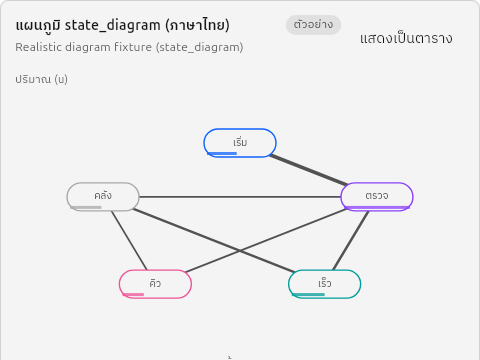 แผนภูมิ state_diagram (ภาษาไทย)
ตัวอย่าง
แสดงเป็นตาราง
Realistic diagram fixture (state_diagram)
ปริมาณ (น)
เริ่ม
คลัง
ตรวจ
คิว
เร็ว